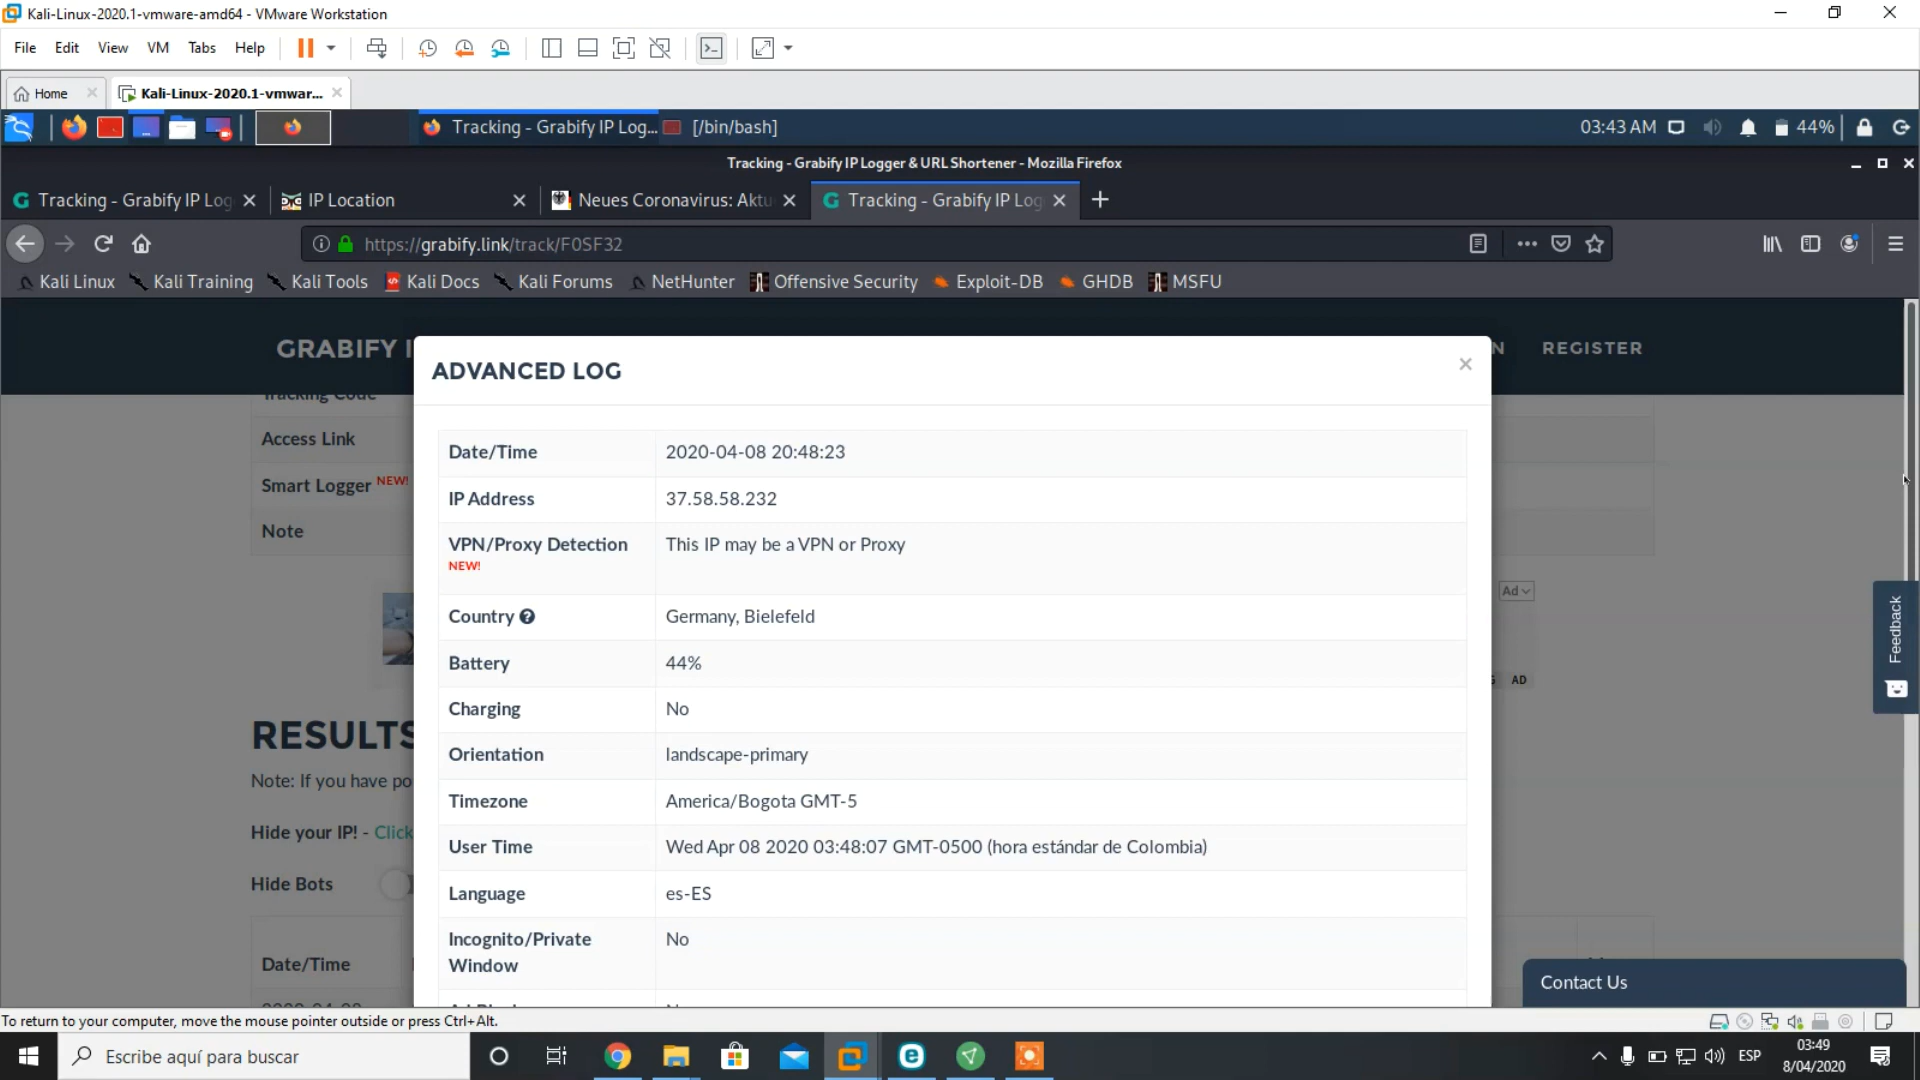 Kali-Linux-2020.1-vmware-amd64 - VMware Workstation
File Edit View VM Tabs Help
Home Kali-Linux-2020.1-vmwar...
Tracking - Grabify IP Log... [/bin/bash] 03:43 AM 44%
Tracking - Grabify IP Logger & URL Shortener - Mozilla Firefox
Tracking - Grabify IP Log IP Location Neues Coronavirus: Aktu Tracking - Grabify IP Log
https://grabify.link/track/F0SF32
Kali Linux Kali Training Kali Tools Kali Docs Kali Forums NetHunter Offensive Security Exploit-DB GHDB MSFU
GRABIFY I N REGISTER
ADVANCED LOG
Tracking Code
Access Link
Smart Logger NEW!
Note
Date/Time 2020-04-08 20:48:23
IP Address 37.58.58.232
VPN/Proxy Detection This IP may be a VPN or Proxy
NEW!
Country Germany, Bielefeld
Battery 44%
Charging No
Orientation landscape-primary
Timezone America/Bogota GMT-5
User Time Wed Apr 08 2020 03:48:07 GMT-0500 (hora estándar de Colombia)
Language es-ES
Incognito/Private No
Window
Ad
AD
Feedback
RESULTS
Note: If you have po
Hide your IP! - Click
Hide Bots
Date/Time
Contact Us
To return to your computer, move the mouse pointer outside or press Ctrl+Alt.
Escribe aquí para buscar
ESP
03:49
8/04/2020